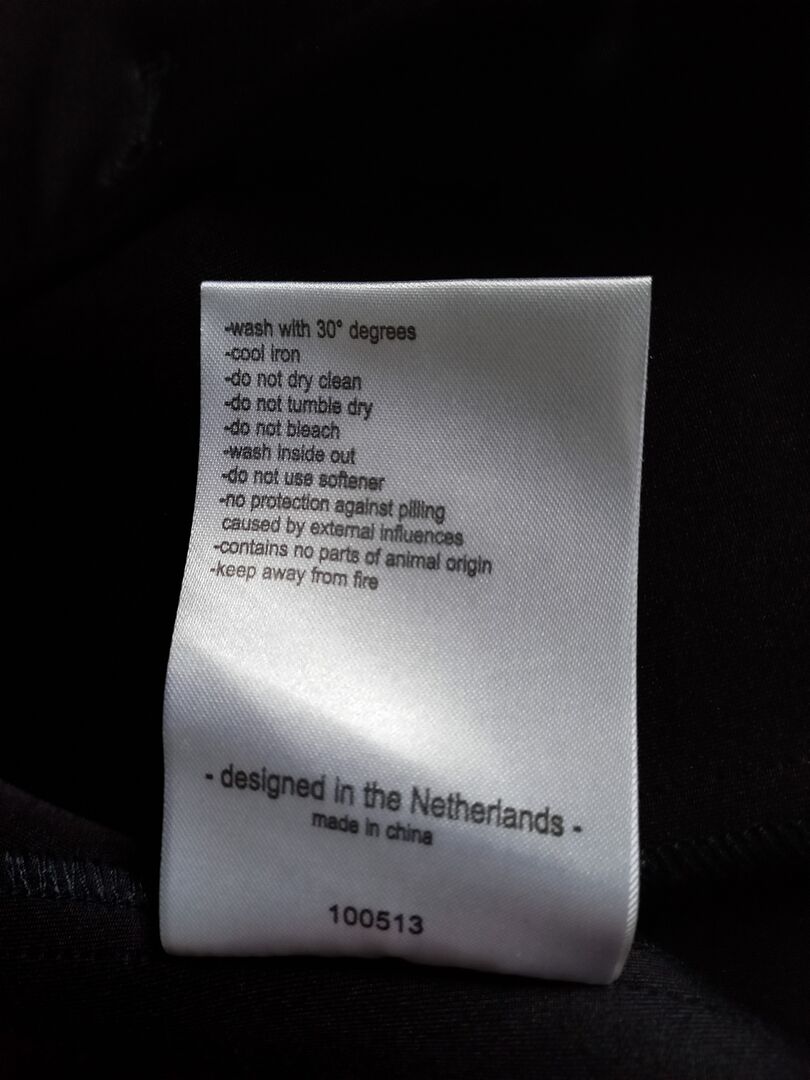 -wash with 30° degrees
-cool iron
-do not dry clean
-do not tumble dry
-do not bleach
-wash inside out
-do not use softener
-no protection against pilling
caused by external influences
-contains no parts of animal origin
-keep away from fire
- designed in the Netherlands -
made in china
100513